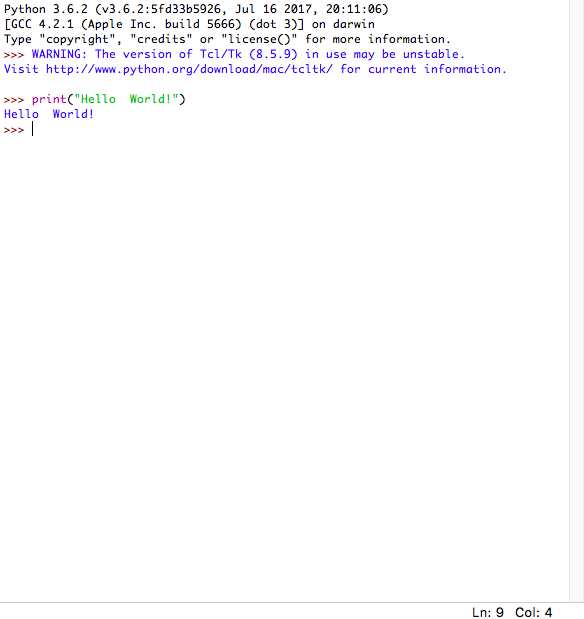 Python 3.6.2 (v3.6.2:5fd33b5926, Jul 16 2017, 20:11:06)
[GCC 4.2.1 (Apple Inc. build 5666) (dot 3)] on darwin
Type "copyright", "credits" or "license()" for more information.
>>> WARNING: The version of Tcl/Tk (8.5.9) in use may be unstable.
Visit http://www.python.org/download/mac/tcltk/ for current information.
>>> print("Hello  World!")
Hello  World!
>>>
Ln: 9 Col: 4